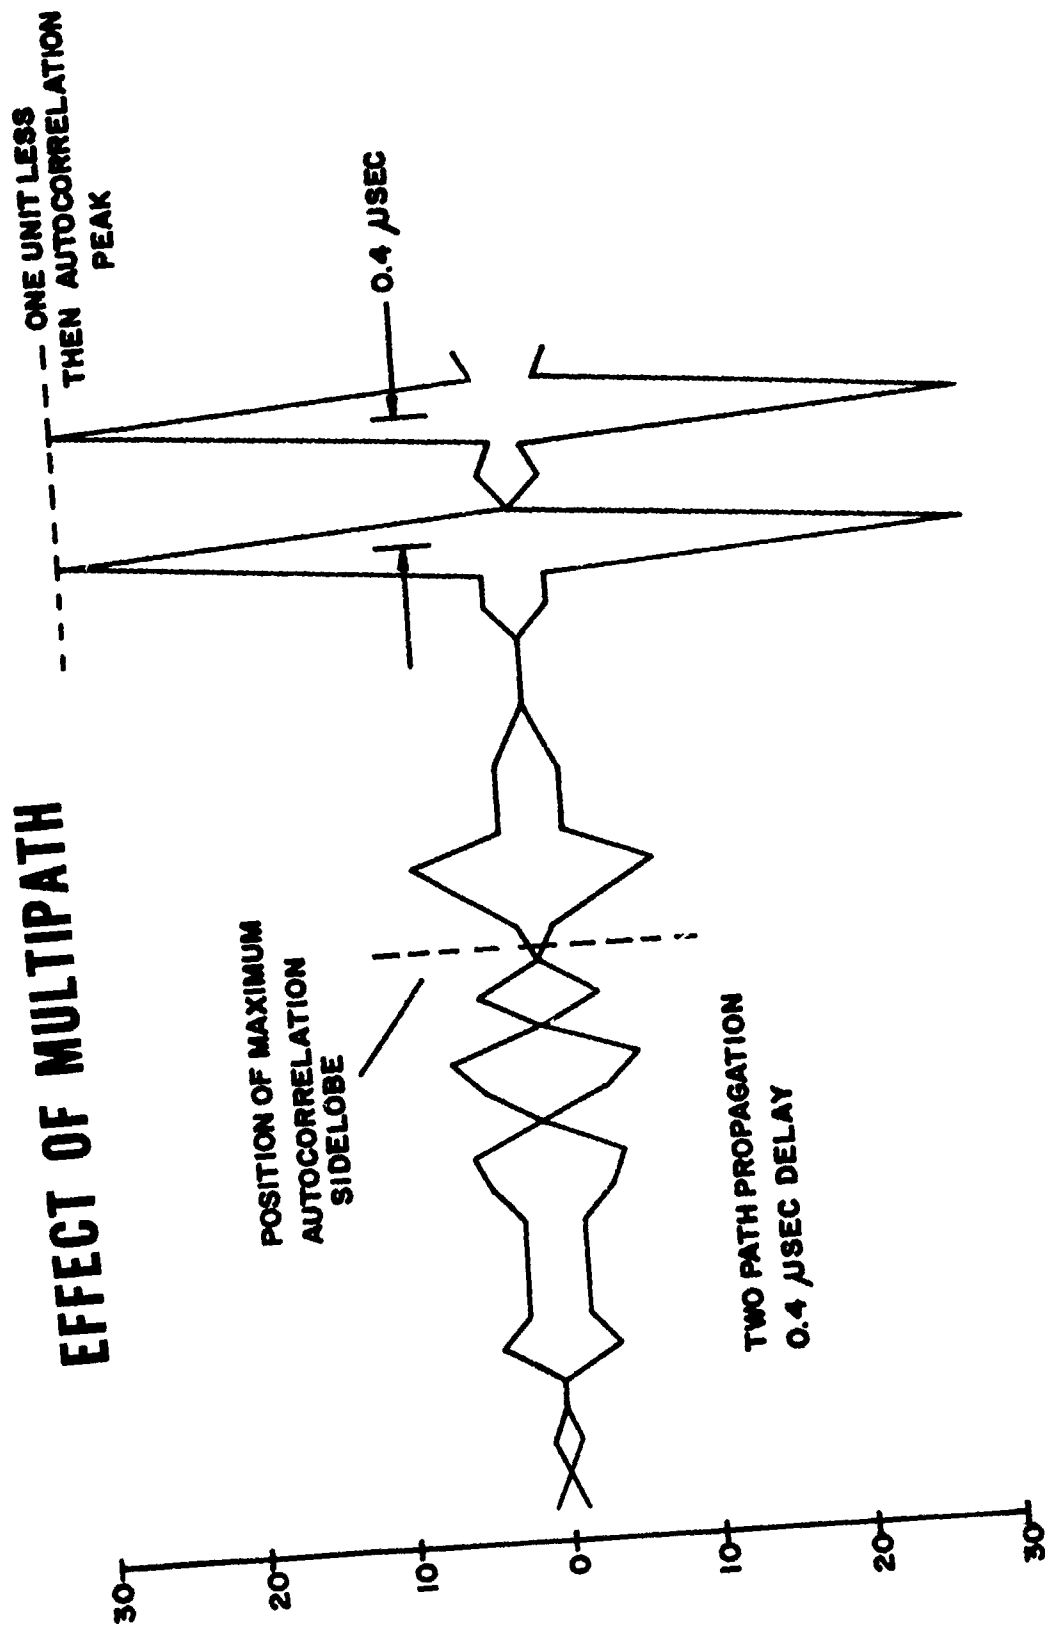 EFFECT OF MULTIPATH
— ONE UNIT LESS
THEN AUTOCORRELATION
PEAK
0.4 µSEC
POSITION OF MAXIMUM
AUTOCORRELATION
SIDELOBE
TWO PATH PROPAGATION
0.4 µSEC DELAY
30
20
10
0
10
20
30